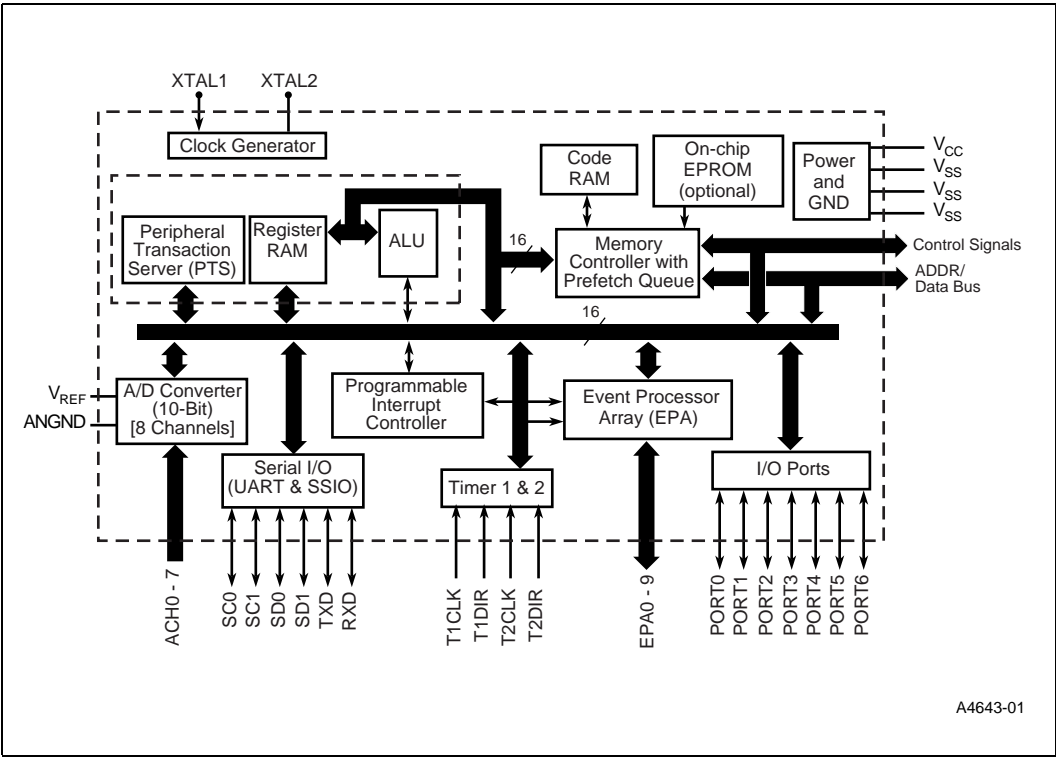 XTAL1
XTAL2
Clock Generator
Code
RAM
On-chip
EPROM
(optional)
Power
and
GND
VCC
VSS
VSS
VSS
Peripheral
Transaction
Server (PTS)
Register
RAM
ALU
16
Memory
Controller with
Prefetch Queue
Control Signals
ADDR/
Data Bus
16
VREF
ANGND
A/D Converter
(10-Bit)
[8 Channels]
Programmable
Interrupt
Controller
Event Processor
Array (EPA)
Serial I/O
(UART & SSIO)
Timer 1 & 2
I/O Ports
ACH0 - 7
SC0
SC1
SD0
SD1
TXD
RXD
T1CLK
T1DIR
T2CLK
T2DIR
EPA0 - 9
PORT0
PORT1
PORT2
PORT3
PORT4
PORT5
PORT6
A4643-01